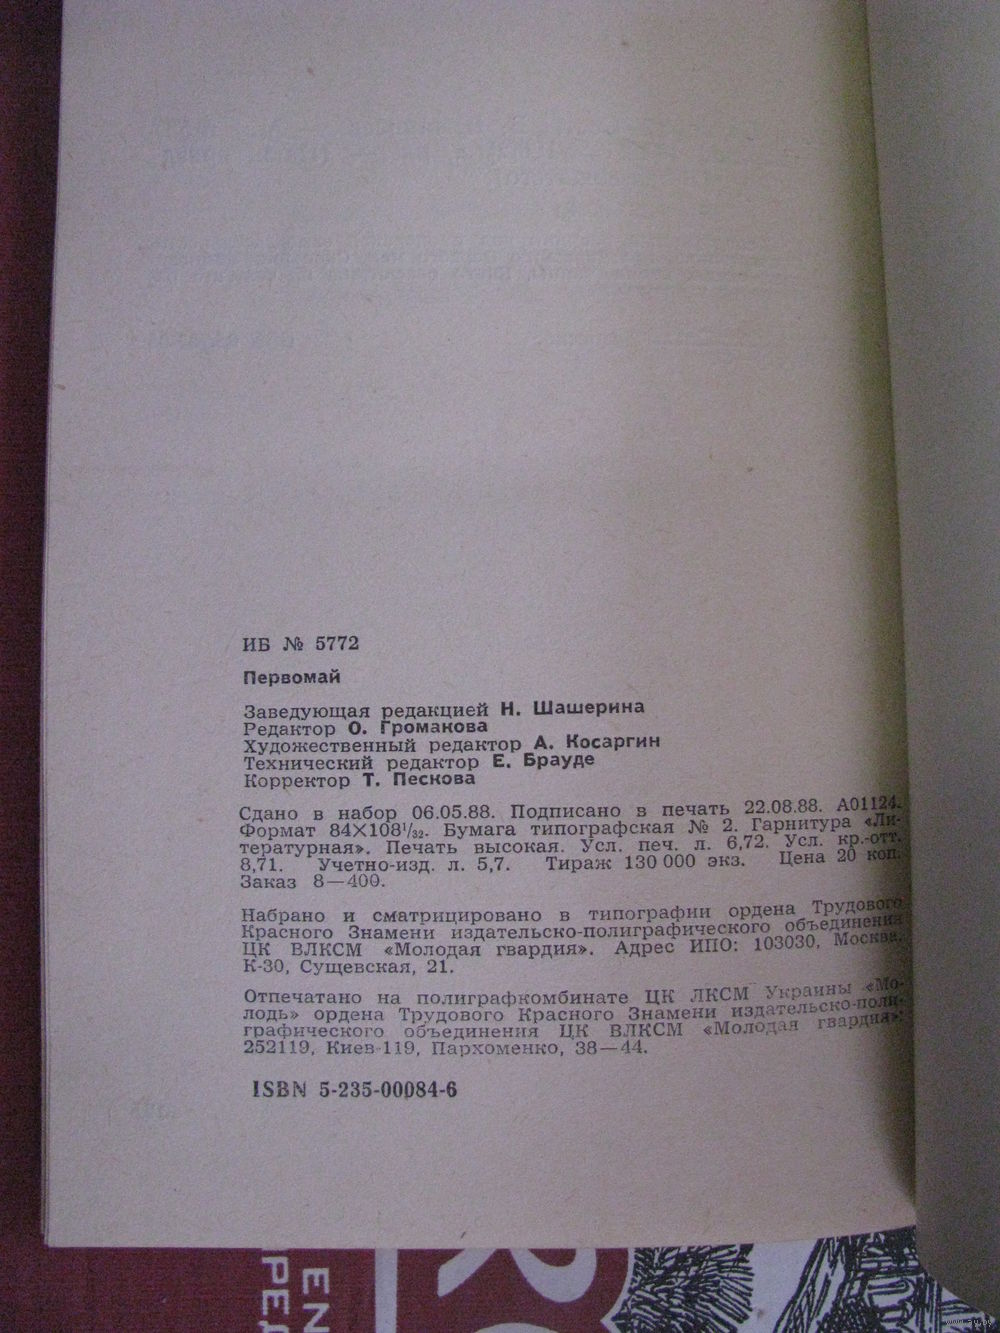 ИБ № 5772
Первомай
Заведующая редакцией Н. Шашерина
Редактор О. Громакова
Художественный редактор А. Косаргин
Технический редактор Е. Брауде
Корректор Т. Пескова
Сдано в набор 06.05.88. Подписано в печать 22.08.88. А01124.
Формат 84×108¹/₃₂. Бумага типографская № 2. Гарнитура «Ли-
тературная». Печать высокая. Усл. печ. л. 6,72. Усл. кр.-отт.
8,71. Учетно-изд. л. 5,7. Тираж 130 000 экз. Цена 20 коп.
Заказ 8—400.
Набрано и сматрицировано в типографии ордена Трудового
Красного Знамени издательско-полиграфического объединения
ЦК ВЛКСМ «Молодая гвардия». Адрес ИПО: 103030, Москва,
К-30, Сущевская, 21.
Отпечатано на полиграфкомбинате ЦК ЛКСМ Украины «Мо-
лодь» ордена Трудового Красного Знамени издательско-поли-
графического объединения ЦК ВЛКСМ «Молодая гвардия»:
252119, Киев-119, Пархоменко, 38—44.
ISBN 5-235-00084-6